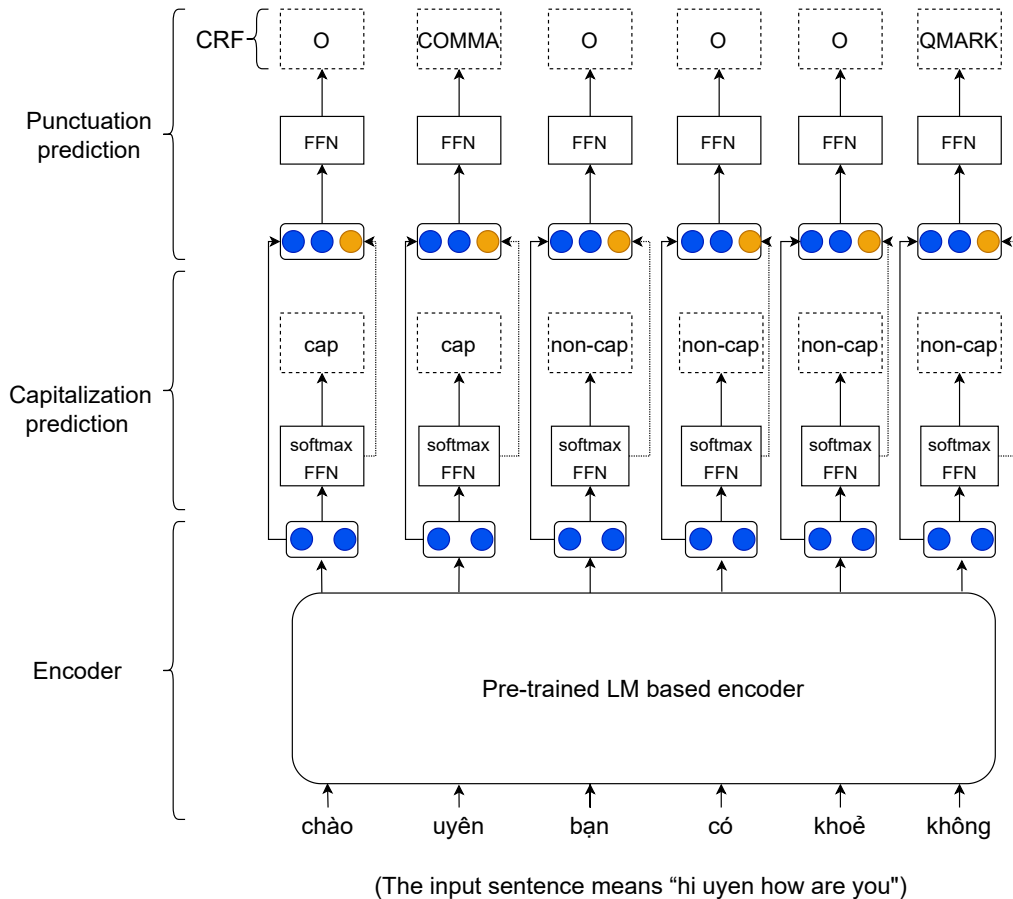 CRF
O COMMA O O O QMARK
Punctuation
prediction
FFN FFN FFN FFN FFN FFN
cap cap non-cap non-cap non-cap non-cap
Capitalization
prediction
softmax softmax softmax softmax softmax softmax
FFN FFN FFN FFN FFN FFN
Encoder
Pre-trained LM based encoder
chào uyên bạn có khoẻ không
(The input sentence means “hi uyen how are you")